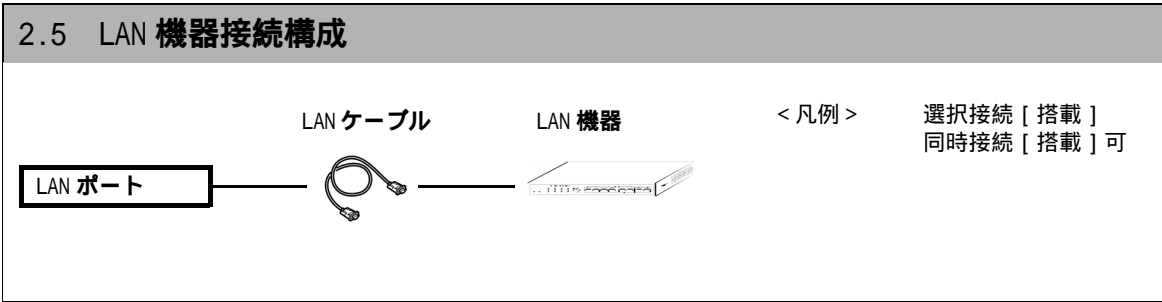 2.5 LAN 機器接続構成
LAN ケーブル
LAN 機器
<凡例>
選択接続 [ 搭載 ]
同時接続 [ 搭載 ] 可
LAN ポート